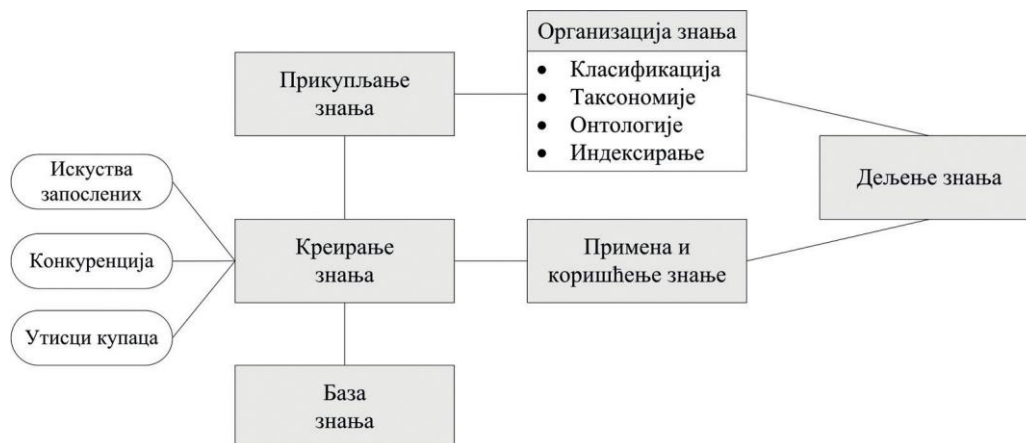 Организација знања
Прикупљање
знања
• Класификација
• Таксономије
• Онтологије
• Индексирање
Дељење знања
Искуства
запослених
Конкуренција
Утисци купаца
Креирање
знања
Примена и
коришћење знање
База
знања